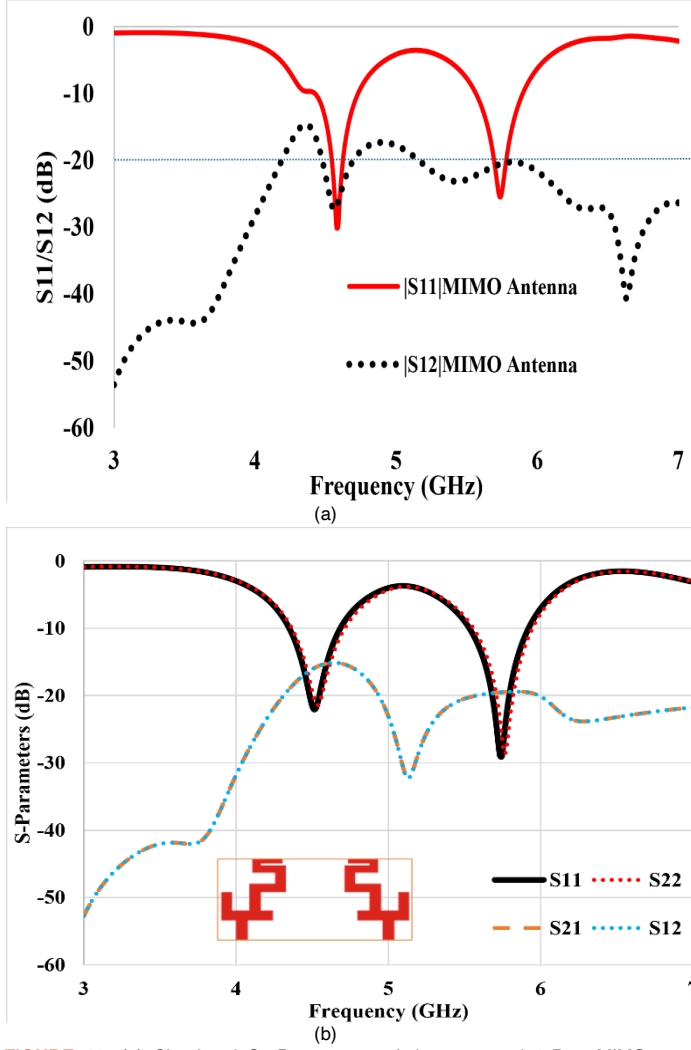 0
-10
-20
-30
-40
-50
-60
S11/S12 (dB)
|S11|MIMO Antenna
|S12|MIMO Antenna
3 4 5 6 7
Frequency (GHz)
(a)
0
-10
-20
-30
-40
-50
-60
S-Parameters (dB)
S11 S22
S21 S12
3 4 5 6 7
Frequency (GHz)
(b)